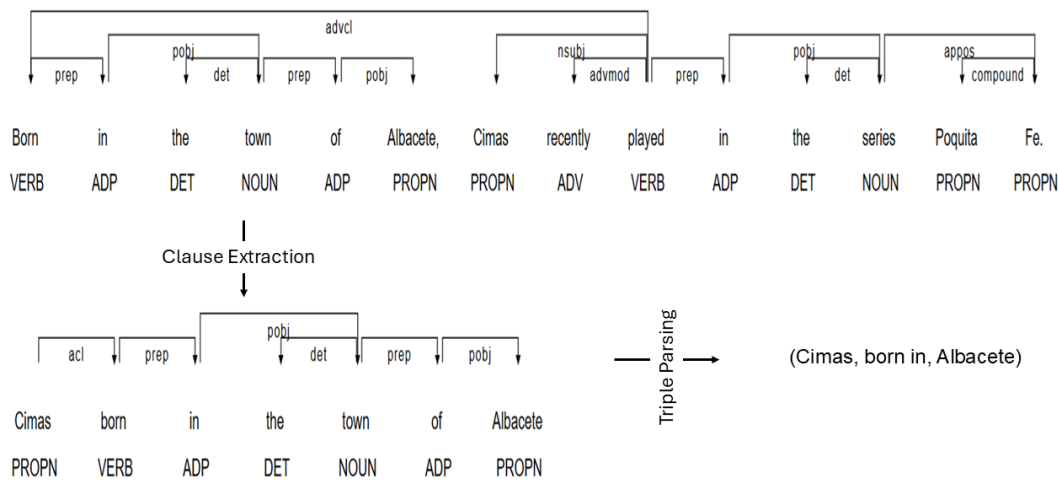 advcl
pobj nsubj pobj appos
prep det prep pobj advmod prep det compound
Born in the town of Albacete, Cimas recently played in the series Poquita Fe.
VERB ADP DET NOUN ADP PROPN PROPN ADV VERB ADP DET NOUN PROPN PROPN
Clause Extraction
pobj
acl prep det prep pobj
Triple Parsing
(Cimas, born in, Albacete)
Cimas born in the town of Albacete
PROPN VERB ADP DET NOUN ADP PROPN